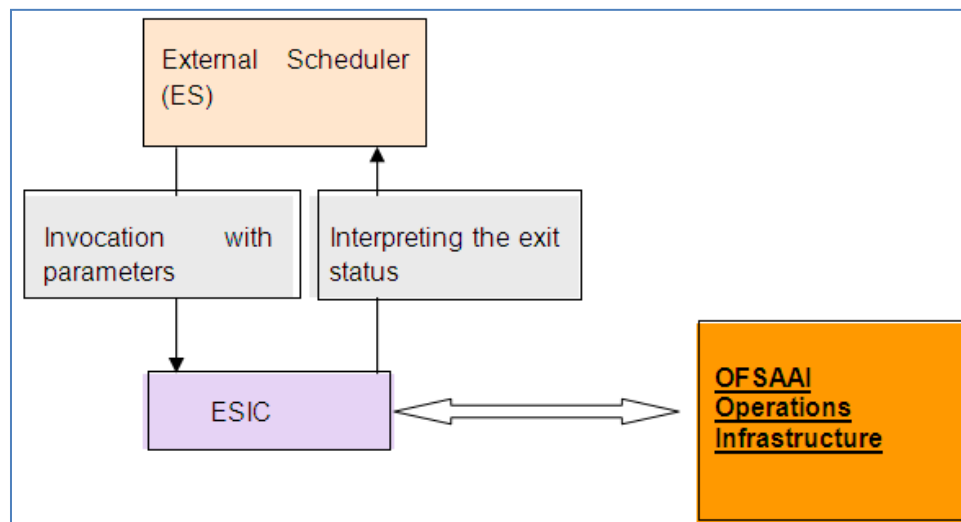 External Scheduler
(ES)
Invocation with
parameters
Interpreting the exit
status
ESIC
OFSAAI
Operations
Infrastructure